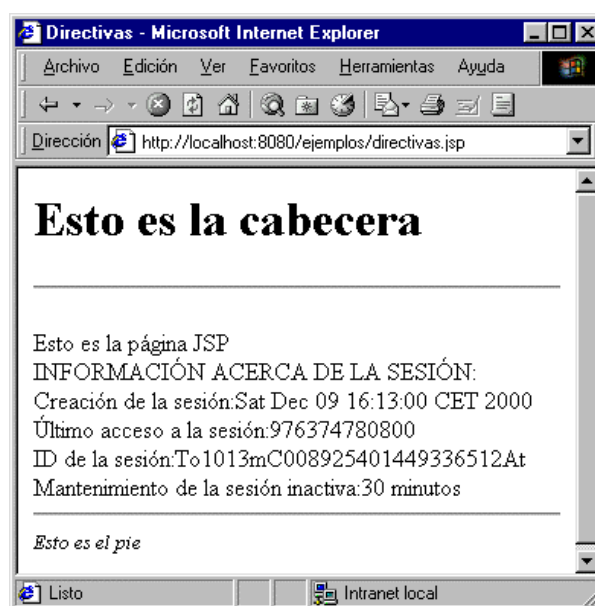 Directivas - Microsoft Internet Explorer
Archivo Edición Ver Favoritos Herramientas Ayuda
Dirección http://localhost:8080/ejemplos/directivas.jsp
Esto es la cabecera
Esto es la página JSP
INFORMACIÓN ACERCA DE LA SESIÓN:
Creación de la sesión:Sat Dec 09 16:13:00 CET 2000
Último acceso a la sesión:976374780800
ID de la sesión:To1013mC008925401449336512At
Mantenimiento de la sesión inactiva:30 minutos
Esto es el pie
Listo Intranet local